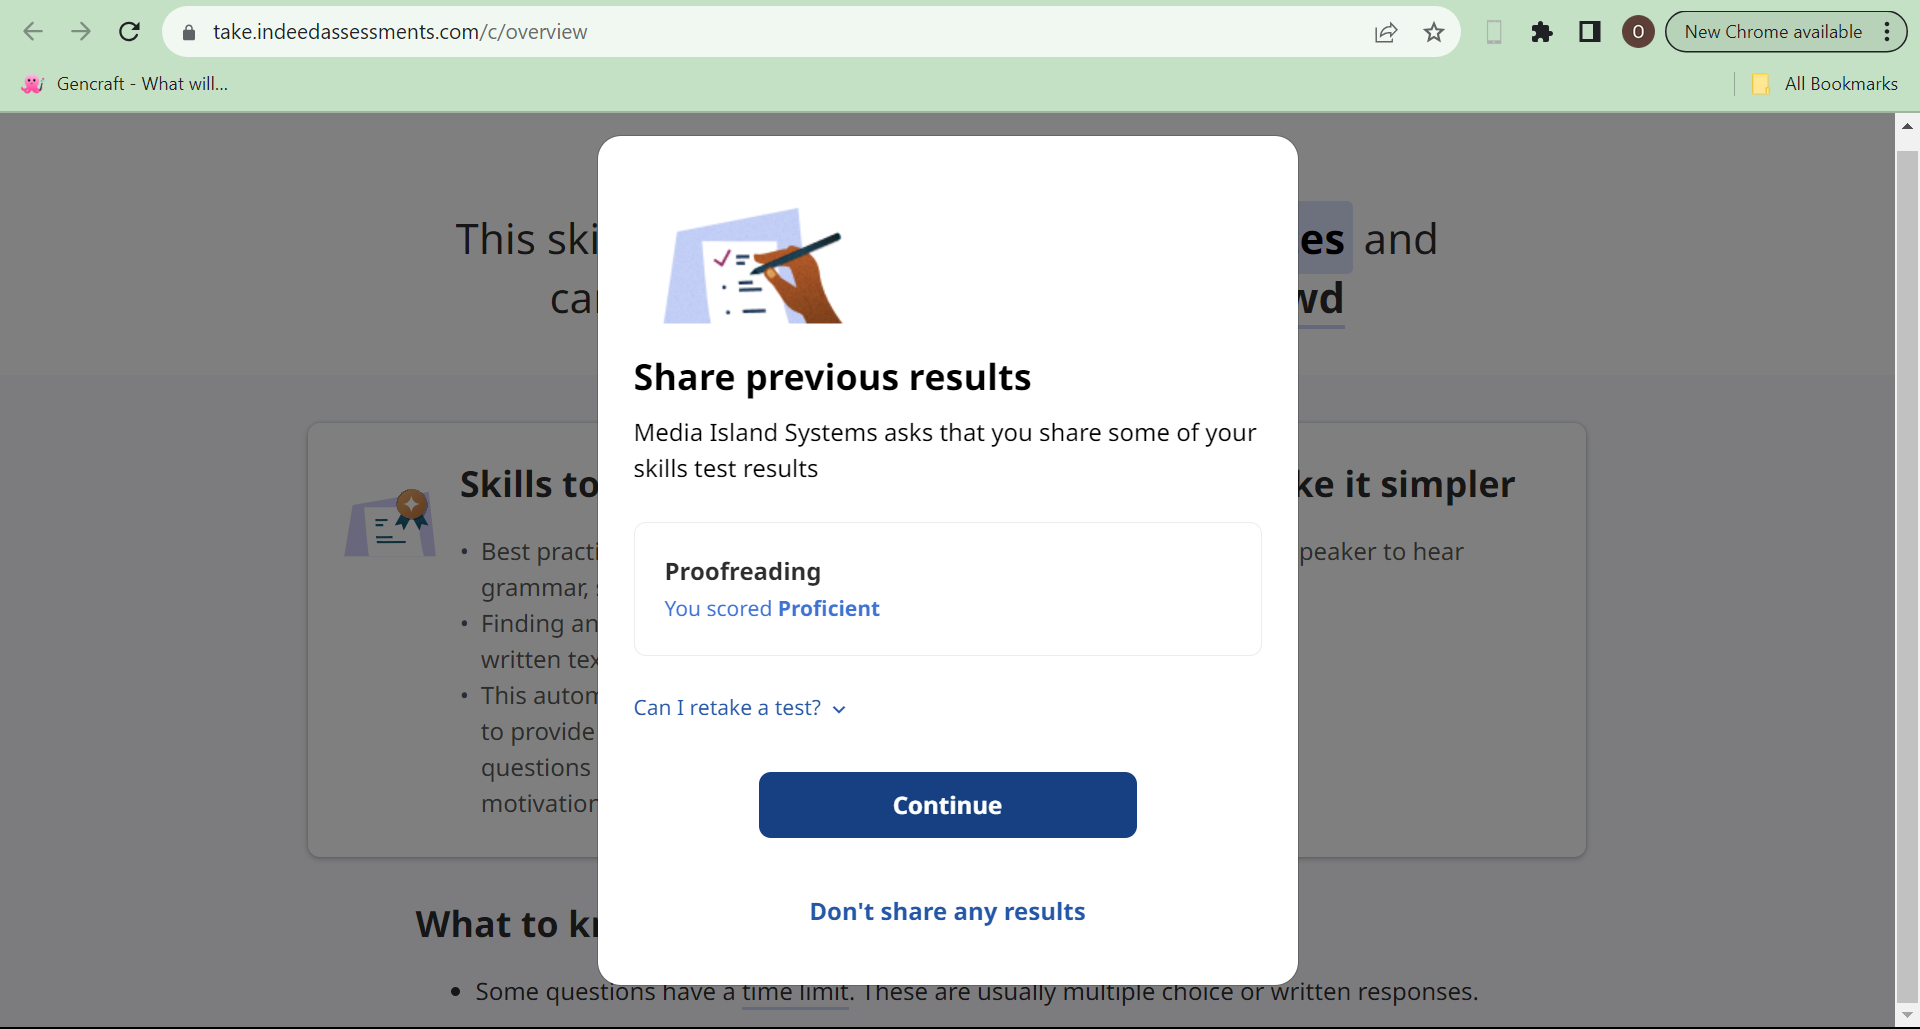 take.indeedassessments.com/c/overview
O
New Chrome available
Gencraft - What will...
All Bookmarks
This ski
es and
ca
wd
Share previous results
Media Island Systems asks that you share some of your
skills test results
Proofreading
You scored Proficient
Can I retake a test?
Continue
Don't share any results
Skills to
• Best practi
grammar,
• Finding an
written tex
• This autom
to provide
questions
motivation
ke it simpler
peaker to hear
What to kn
• Some questions have a time limit. These are usually multiple choice or written responses.